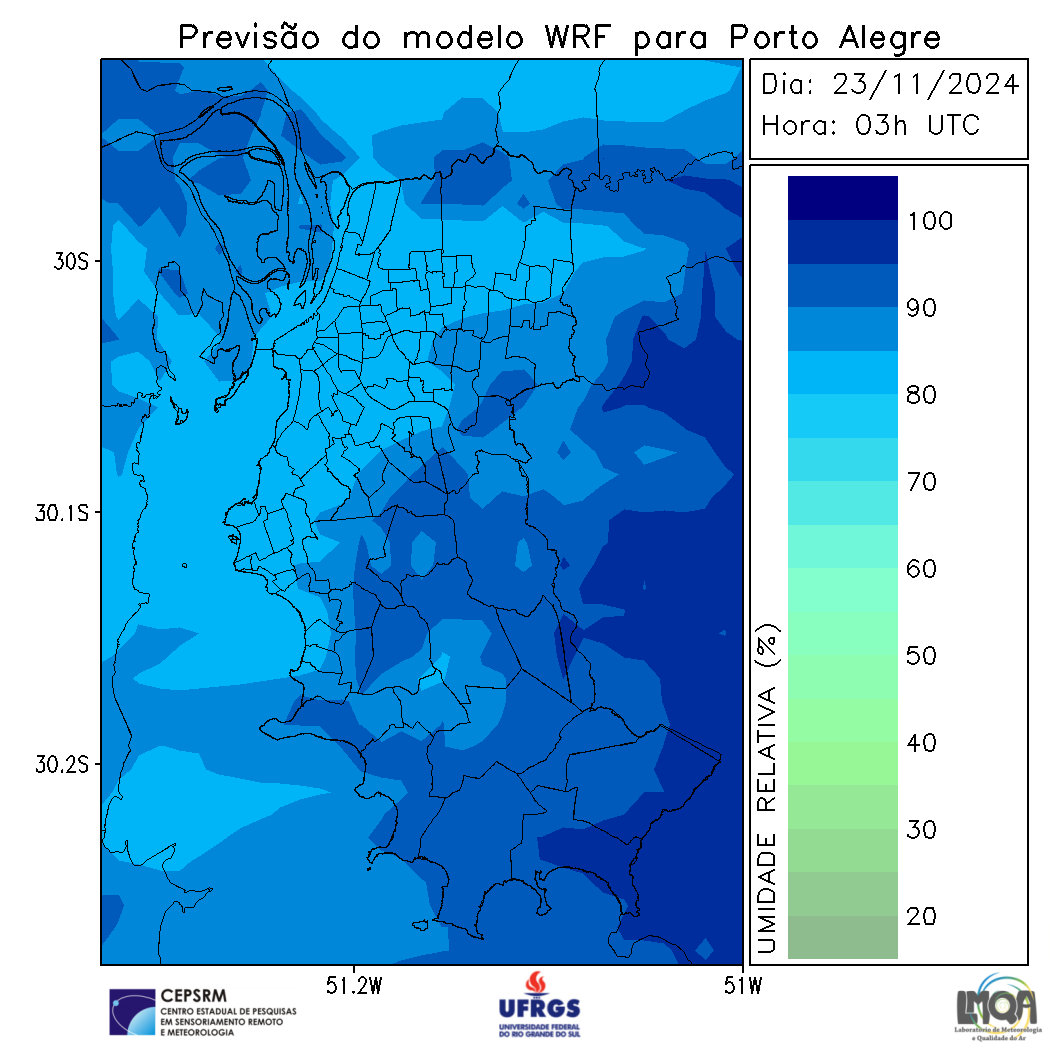 Previsão do modelo WRF para Porto Alegre
Dia: 23/11/2024
Hora: 03h UTC
100
90
80
70
60
50
40
30
20
UMIDADE RELATIVA (%)
30S
30.1S
30.2S
51.2W
51W
CEPSRM
CENTRO ESTADUAL DE PESQUISAS
EM SENSORIAMENTO REMOTO
E METEOROLOGIA
UFRGS
UNIVERSIDADE FEDERAL
DO RIO GRANDE DO SUL
LMQA
Laboratório de Meteorologia
e Qualidade do Ar